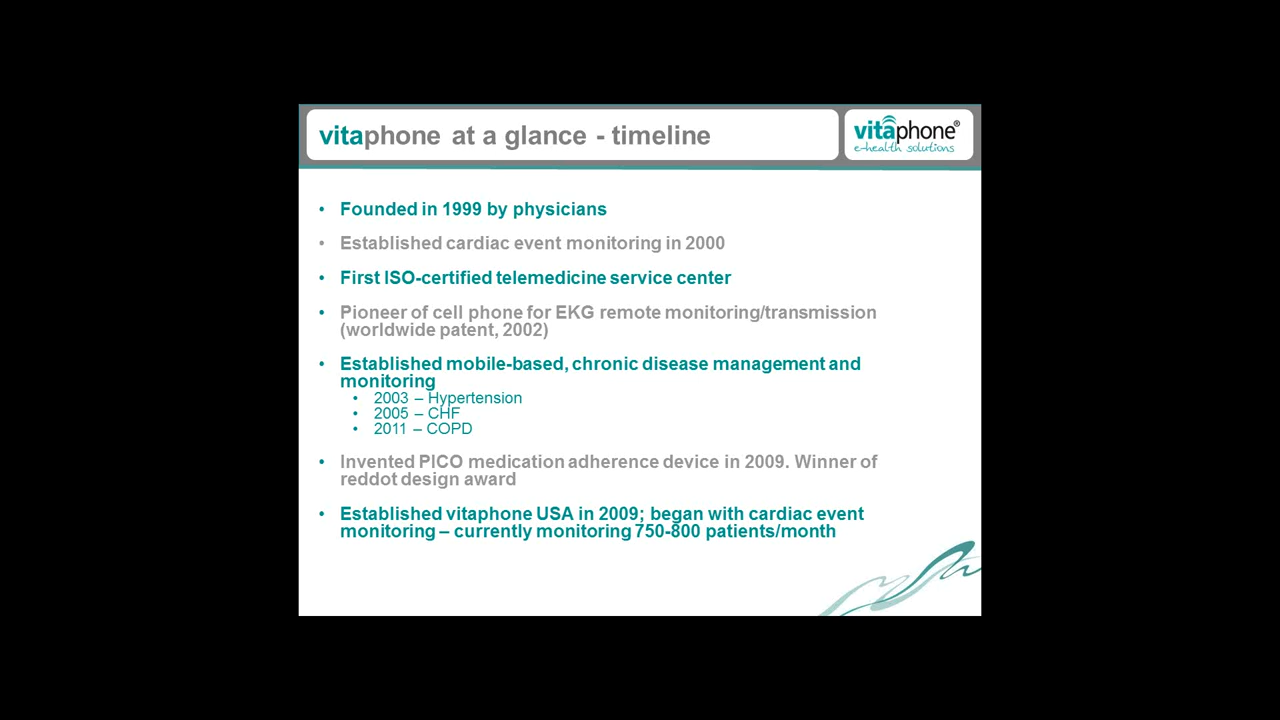 vitaphone at a glance - timeline
vitaphone®
e-health solutions
• Founded in 1999 by physicians
• Established cardiac event monitoring in 2000
• First ISO-certified telemedicine service center
• Pioneer of cell phone for EKG remote monitoring/transmission
(worldwide patent, 2002)
• Established mobile-based, chronic disease management and
monitoring
• 2003 – Hypertension
• 2005 – CHF
• 2011 – COPD
• Invented PICO medication adherence device in 2009. Winner of
reddot design award
• Established vitaphone USA in 2009; began with cardiac event
monitoring – currently monitoring 750-800 patients/month